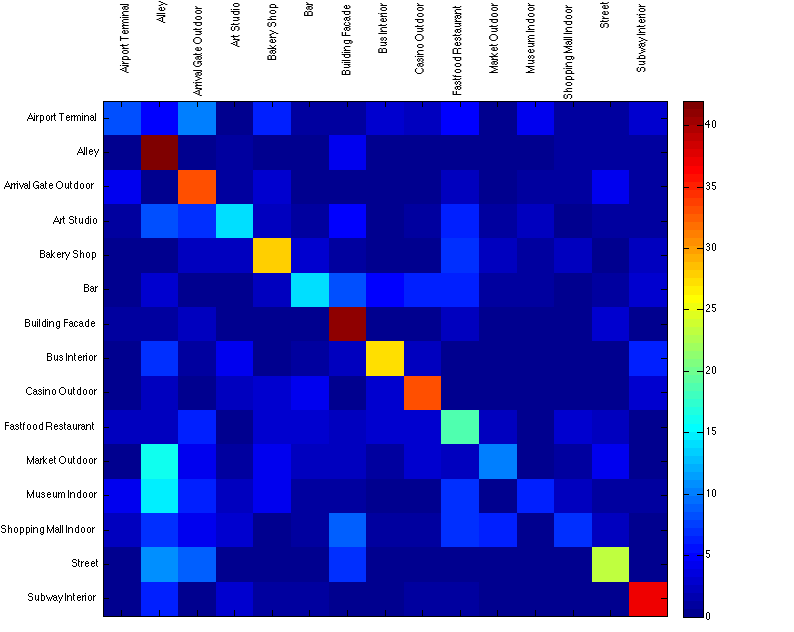 Airport Terminal
Alley
Arrival Gate Outdoor
Art Studio
Bakery Shop
Bar
Building Facade
Bus Interior
Casino Outdoor
Fastfood Restaurant
Market Outdoor
Museum Indoor
Shopping Mall Indoor
Street
Subway Interior
Airport Terminal
Alley
Arrival Gate Outdoor
Art Studio
Bakery Shop
Bar
Building Facade
Bus Interior
Casino Outdoor
Fastfood Restaurant
Market Outdoor
Museum Indoor
Shopping Mall Indoor
Street
Subway Interior
40
35
30
25
20
15
10
5
0